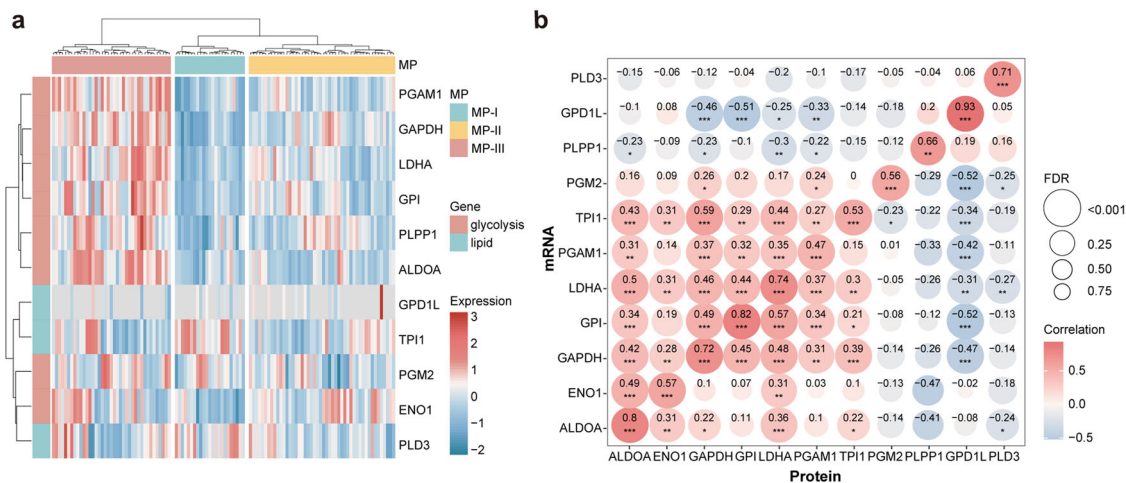 a
MP
PGAM1
GAPDH
LDHA
GPI
PLPP1
ALDOA
GPD1L
TPI1
PGM2
ENO1
PLD3
MP
MP-I
MP-II
MP-III
Gene
glycolysis
lipid
Expression
3
2
1
0
−1
−2
b
mRNA
PLD3 −0.15 −0.06 −0.12 −0.04 −0.2 −0.1 −0.17 −0.05 −0.04 0.06 0.71
***
GPD1L −0.1 0.08 −0.46 −0.51 −0.25 −0.33 −0.14 −0.18 0.2 0.93 0.05
*** *** * ** ***
PLPP1 −0.23 −0.09 −0.23 −0.1 −0.3 −0.22 −0.15 −0.12 0.66 0.19 0.16
* * ** * **
PGM2 0.16 0.09 0.26 0.2 0.17 0.24 0 0.56 −0.29 −0.52 −0.25
* * *** *** *
TPI1 0.43 0.31 0.59 0.29 0.44 0.27 0.53 −0.23 −0.22 −0.34 −0.19
*** ** *** ** *** ** *** * ***
PGAM1 0.31 0.14 0.37 0.32 0.35 0.47 0.15 0.01 −0.33 −0.42 −0.11
** *** ** *** *** ***
LDHA 0.5 0.31 0.46 0.44 0.74 0.37 0.3 −0.05 −0.26 −0.31 −0.27
*** ** *** *** *** *** ** ** **
GPI 0.34 0.19 0.49 0.82 0.57 0.34 0.21 −0.08 −0.12 −0.52 −0.13
*** *** *** *** *** * ***
GAPDH 0.42 0.28 0.72 0.45 0.48 0.31 0.39 −0.14 −0.26 −0.47 −0.14
*** ** *** *** *** ** *** ***
ENO1 0.49 0.57 0.1 0.07 0.31 0.03 0.1 −0.13 −0.47 −0.02 −0.18
*** *** **
ALDOA 0.8 0.31 0.22 0.11 0.36 0.1 0.22 −0.14 −0.41 −0.08 −0.24
*** ** * *** * *
ALDOA ENO1 GAPDH GPI LDHA PGAM1 TPI1 PGM2 PLPP1 GPD1L PLD3
Protein
FDR
<0.001
0.25
0.50
0.75
Correlation
0.5
0.0
−0.5